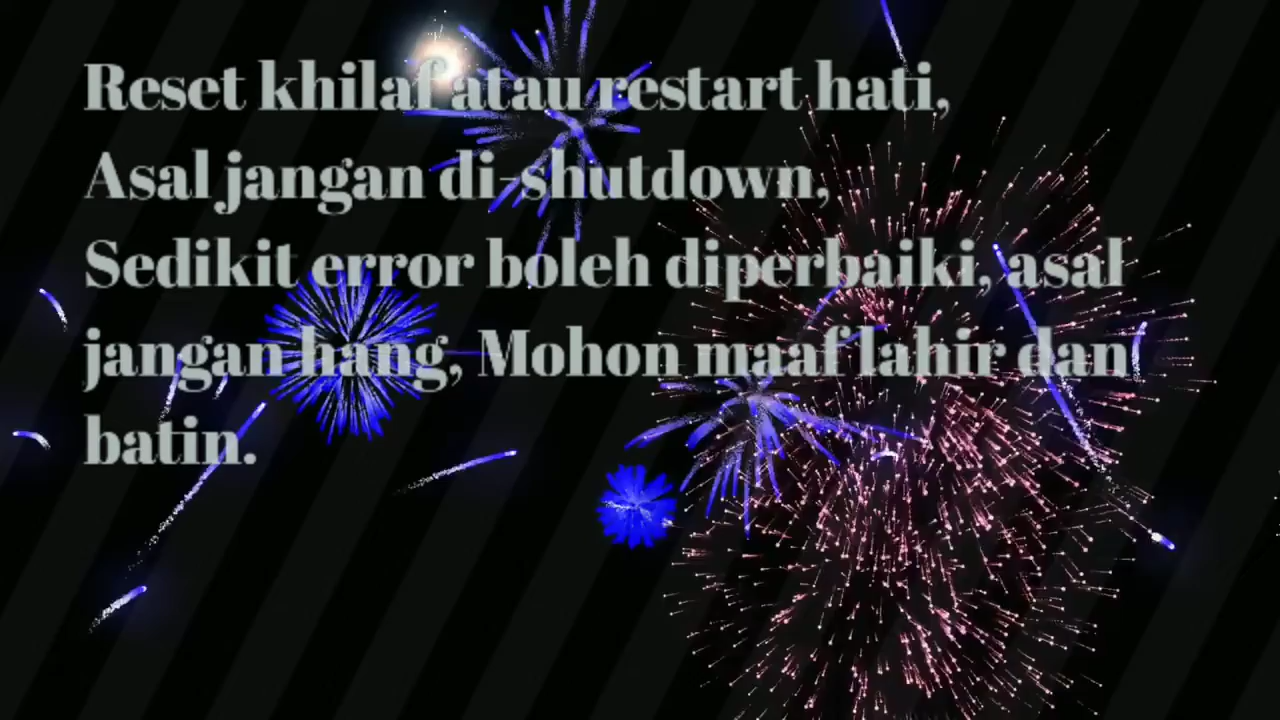 Reset khilaf atau restart hati,
Asal jangan di-shutdown,
Sedikit error boleh diperbaiki, asal
jangan hang, Mohon maaf lahir dan
batin.